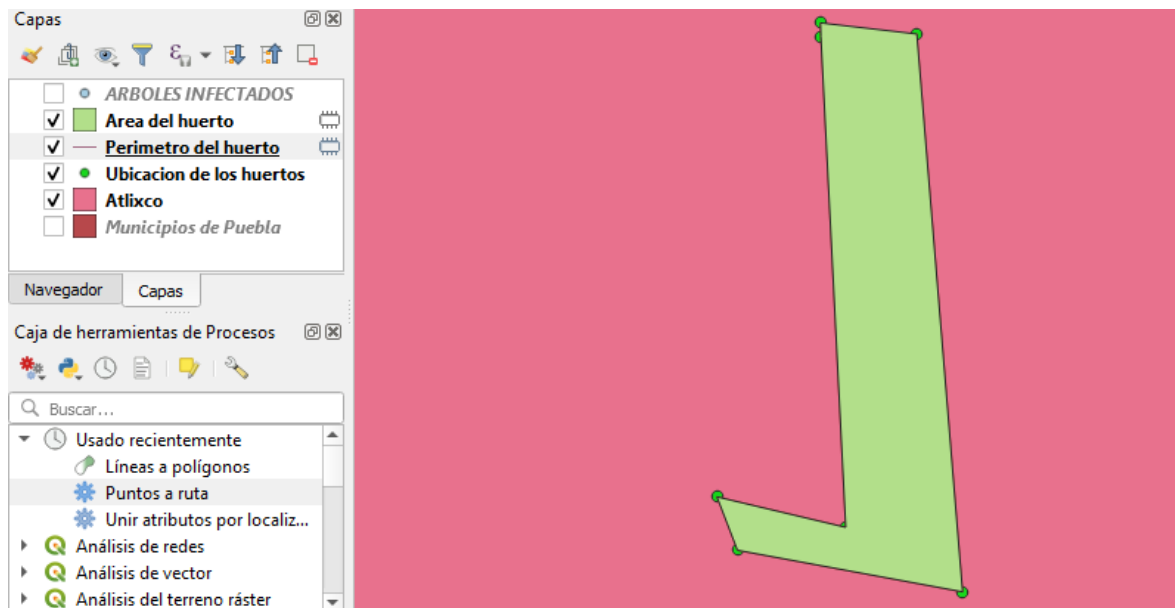 Capas
ARBOLES INFECTADOS
Area del huerto
Perimetro del huerto
Ubicacion de los huertos
Atlixco
Municipios de Puebla
Navegador
Capas
Caja de herramientas de Procesos
Buscar...
Usado recientemente
Líneas a polígonos
Puntos a ruta
Unir atributos por localiz...
Análisis de redes
Análisis de vector
Análisis del terreno ráster